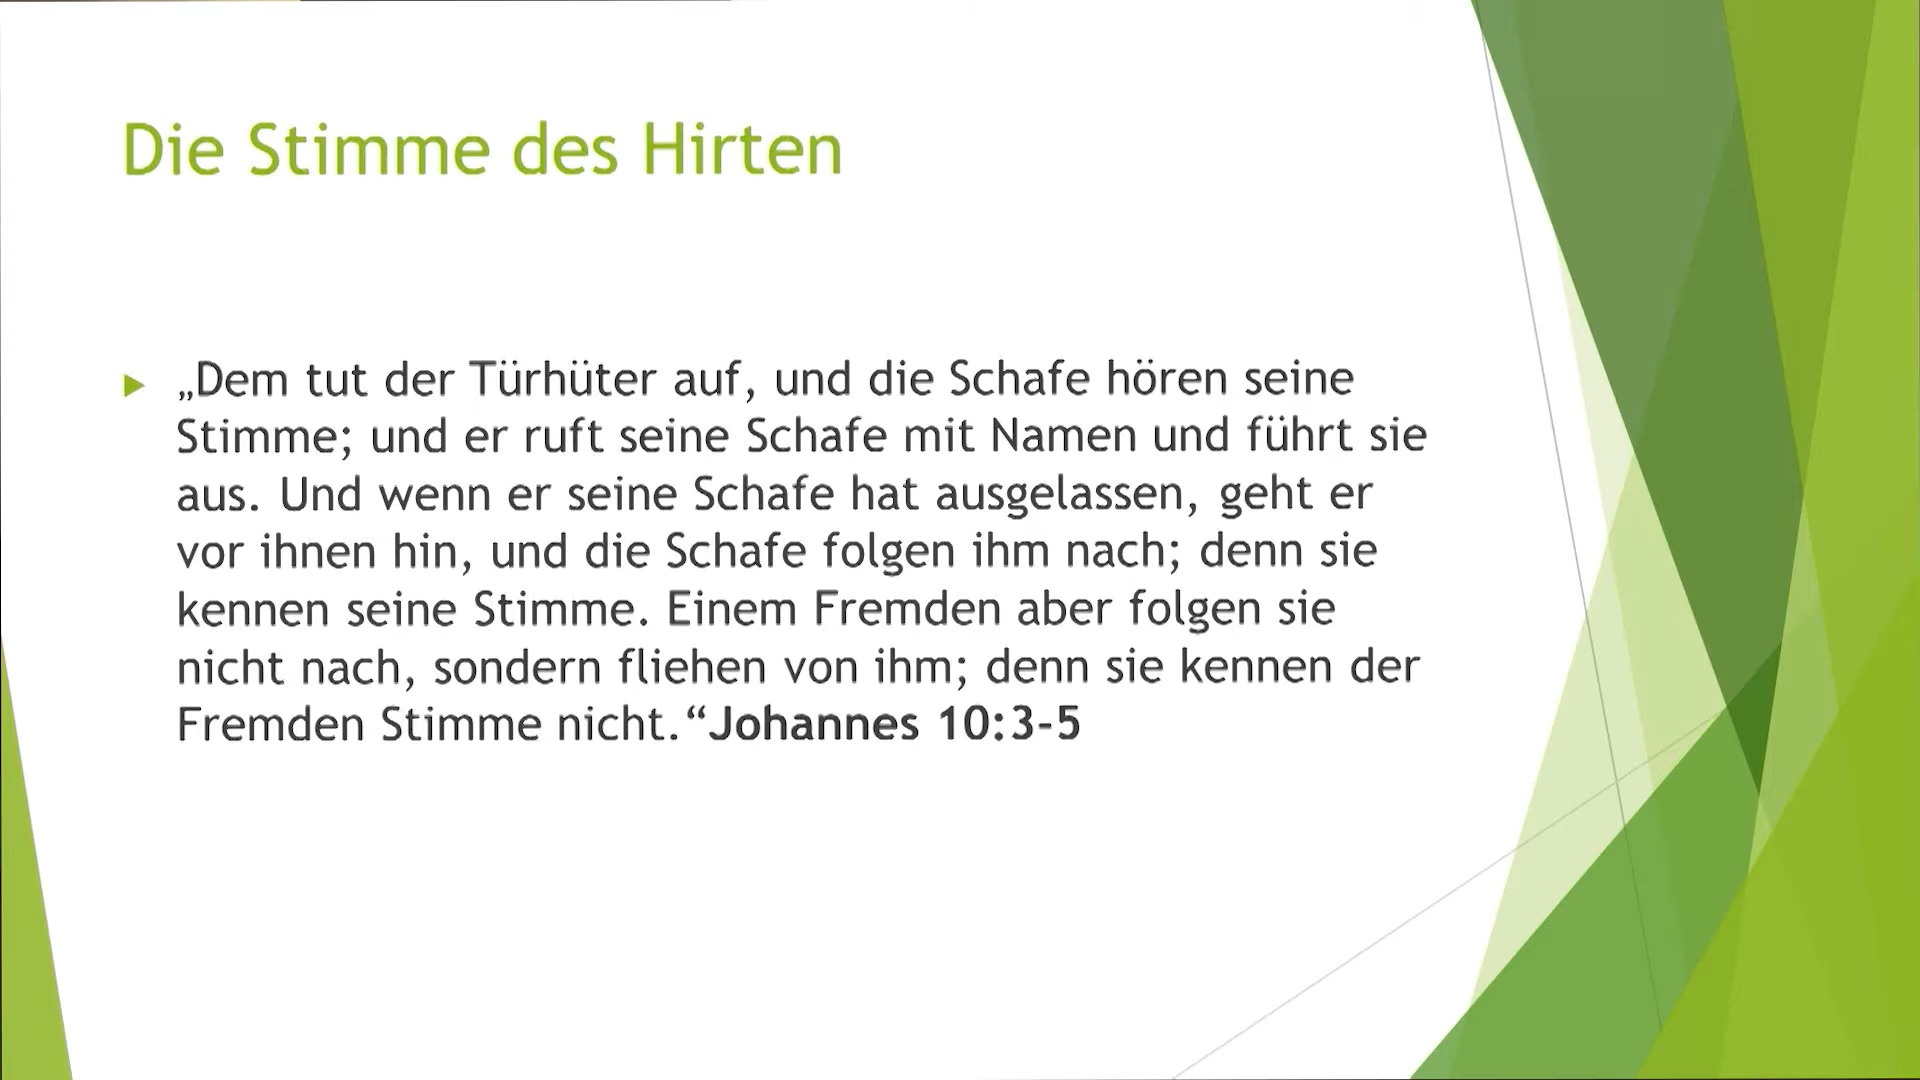 Die Stimme des Hirten
„Dem tut der Türhüter auf, und die Schafe hören seine
Stimme; und er ruft seine Schafe mit Namen und führt sie
aus. Und wenn er seine Schafe hat ausgelassen, geht er
vor ihnen hin, und die Schafe folgen ihm nach; denn sie
kennen seine Stimme. Einem Fremden aber folgen sie
nicht nach, sondern fliehen von ihm; denn sie kennen der
Fremden Stimme nicht.“Johannes 10:3-5